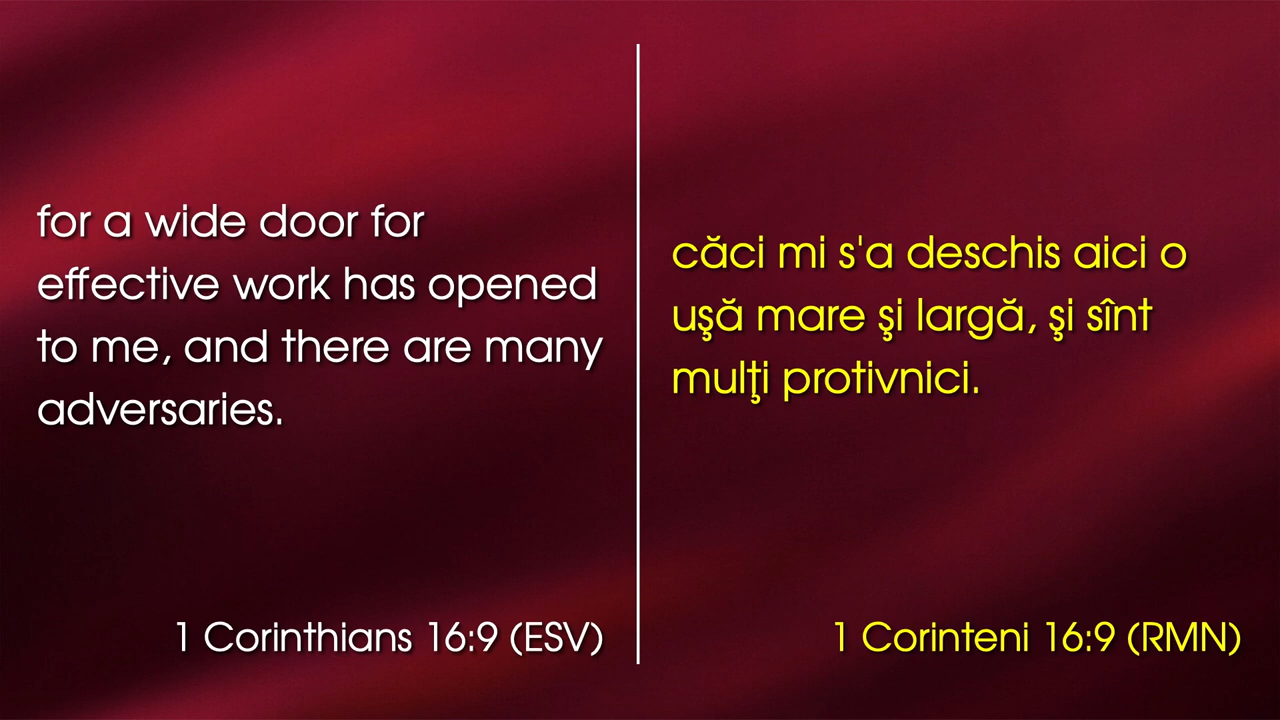 for a wide door for
effective work has opened
to me, and there are many
adversaries.
1 Corinthians 16:9 (ESV)
căci mi s'a deschis aici o
uşă mare şi largă, şi sînt
mulţi protivnici.
1 Corinteni 16:9 (RMN)